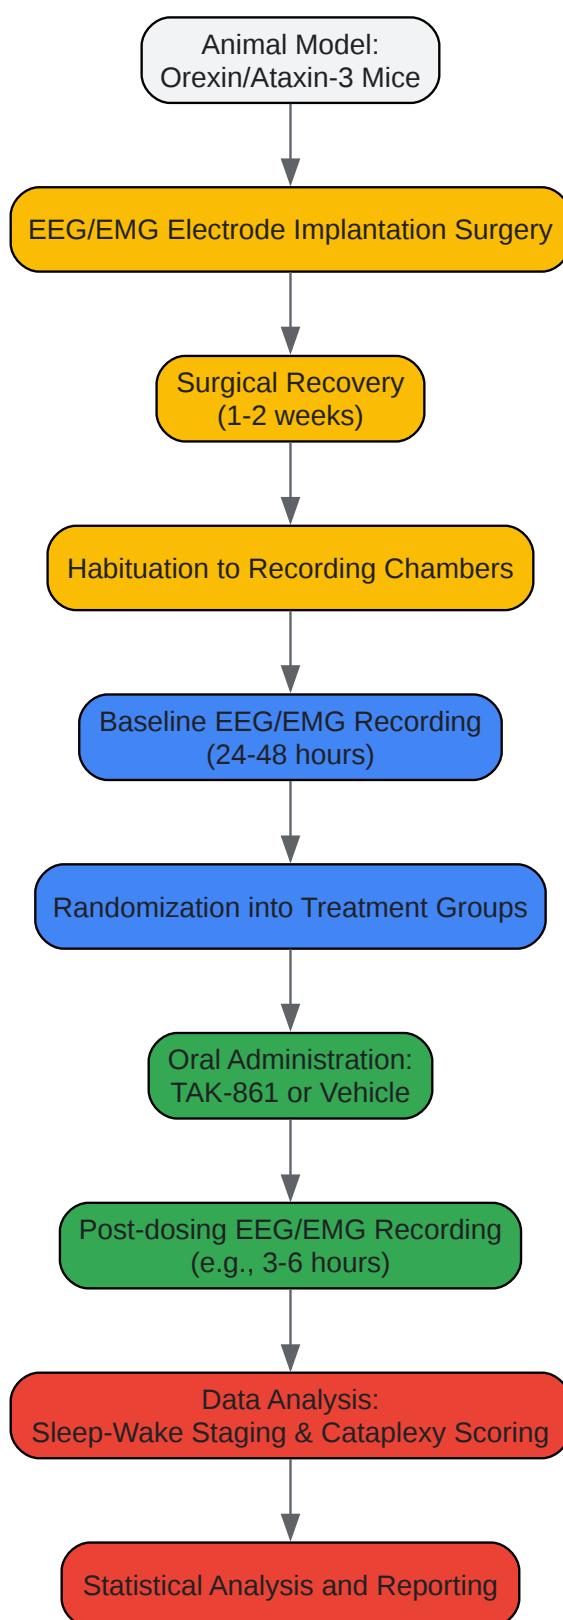 Animal Model:
Orexin/Ataxin-3 Mice
EEG/EMG Electrode Implantation Surgery
Surgical Recovery
(1-2 weeks)
Habituation to Recording Chambers
Baseline EEG/EMG Recording
(24-48 hours)
Randomization into Treatment Groups
Oral Administration:
TAK-861 or Vehicle
Post-dosing EEG/EMG Recording
(e.g., 3-6 hours)
Data Analysis:
Sleep-Wake Staging & Cataplexy Scoring
Statistical Analysis and Reporting